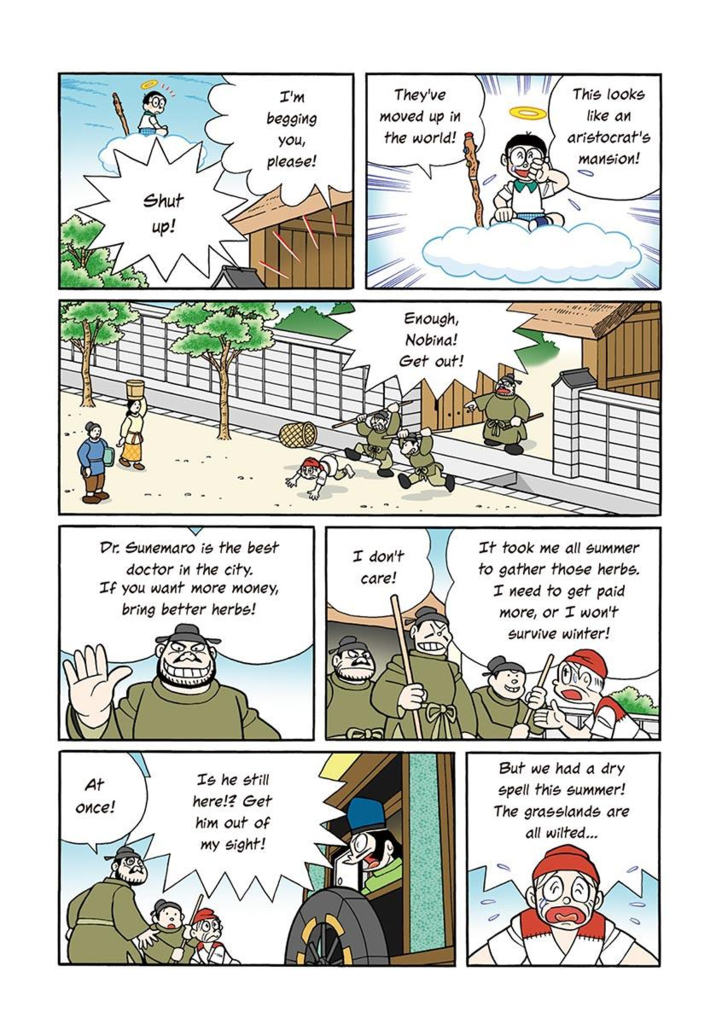 This looks
like an
aristocrat's
mansion!
They've
moved up in
the world!
I'm
begging
you,
please!
Shut
up!
Enough,
Nobina!
Get out!
It took me all summer
to gather those herbs.
I need to get paid
more, or I won't
survive winter!
I don't
care!
Dr. Sunemaro is the best
doctor in the city.
If you want more money,
bring better herbs!
But we had a dry
spell this summer!
The grasslands are
all wilted...
Is he still
here!? Get
him out of
my sight!
At
once!